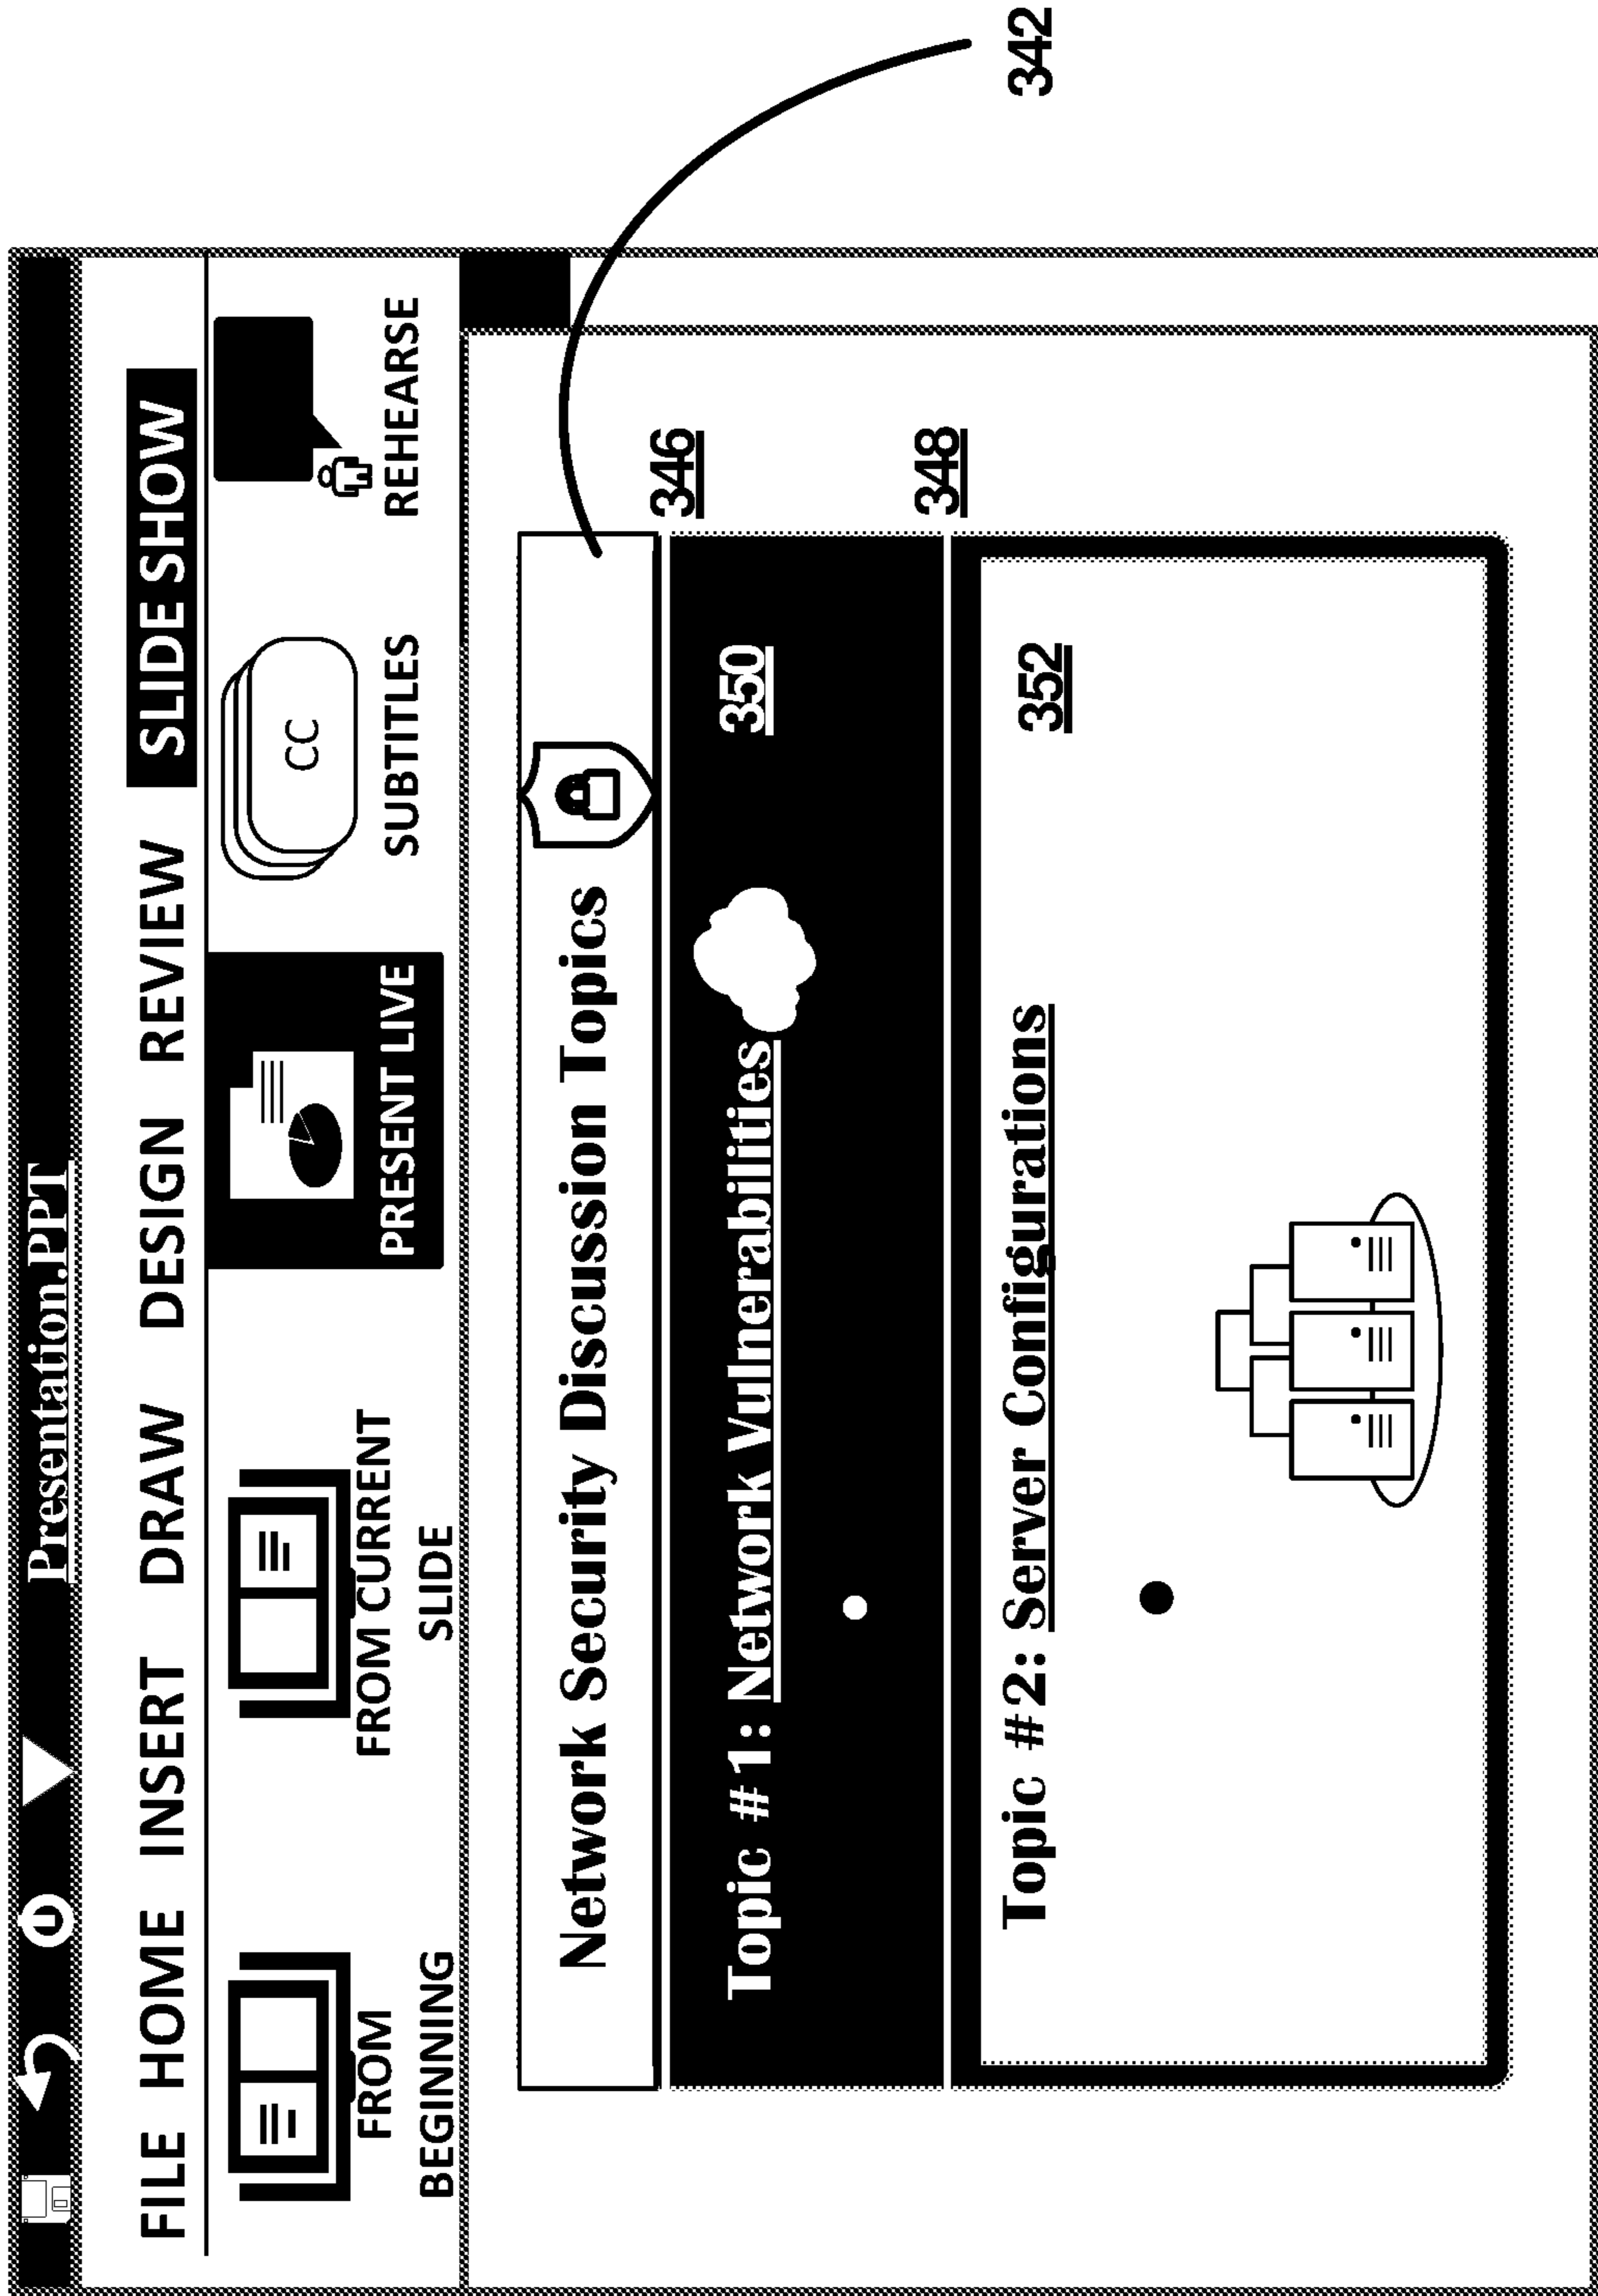 Presentation.PPT
FILE HOME INSERT DRAW DESIGN REVIEW SLIDE SHOW
FROM BEGINNING
FROM CURRENT SLIDE
PRESENT LIVE
CC
SUBTITLES
REHEARSE
342
Network Security Discussion Topics
346
Topic #1: Network Vulnerabilities
350
348
Topic #2: Server Configurations
352